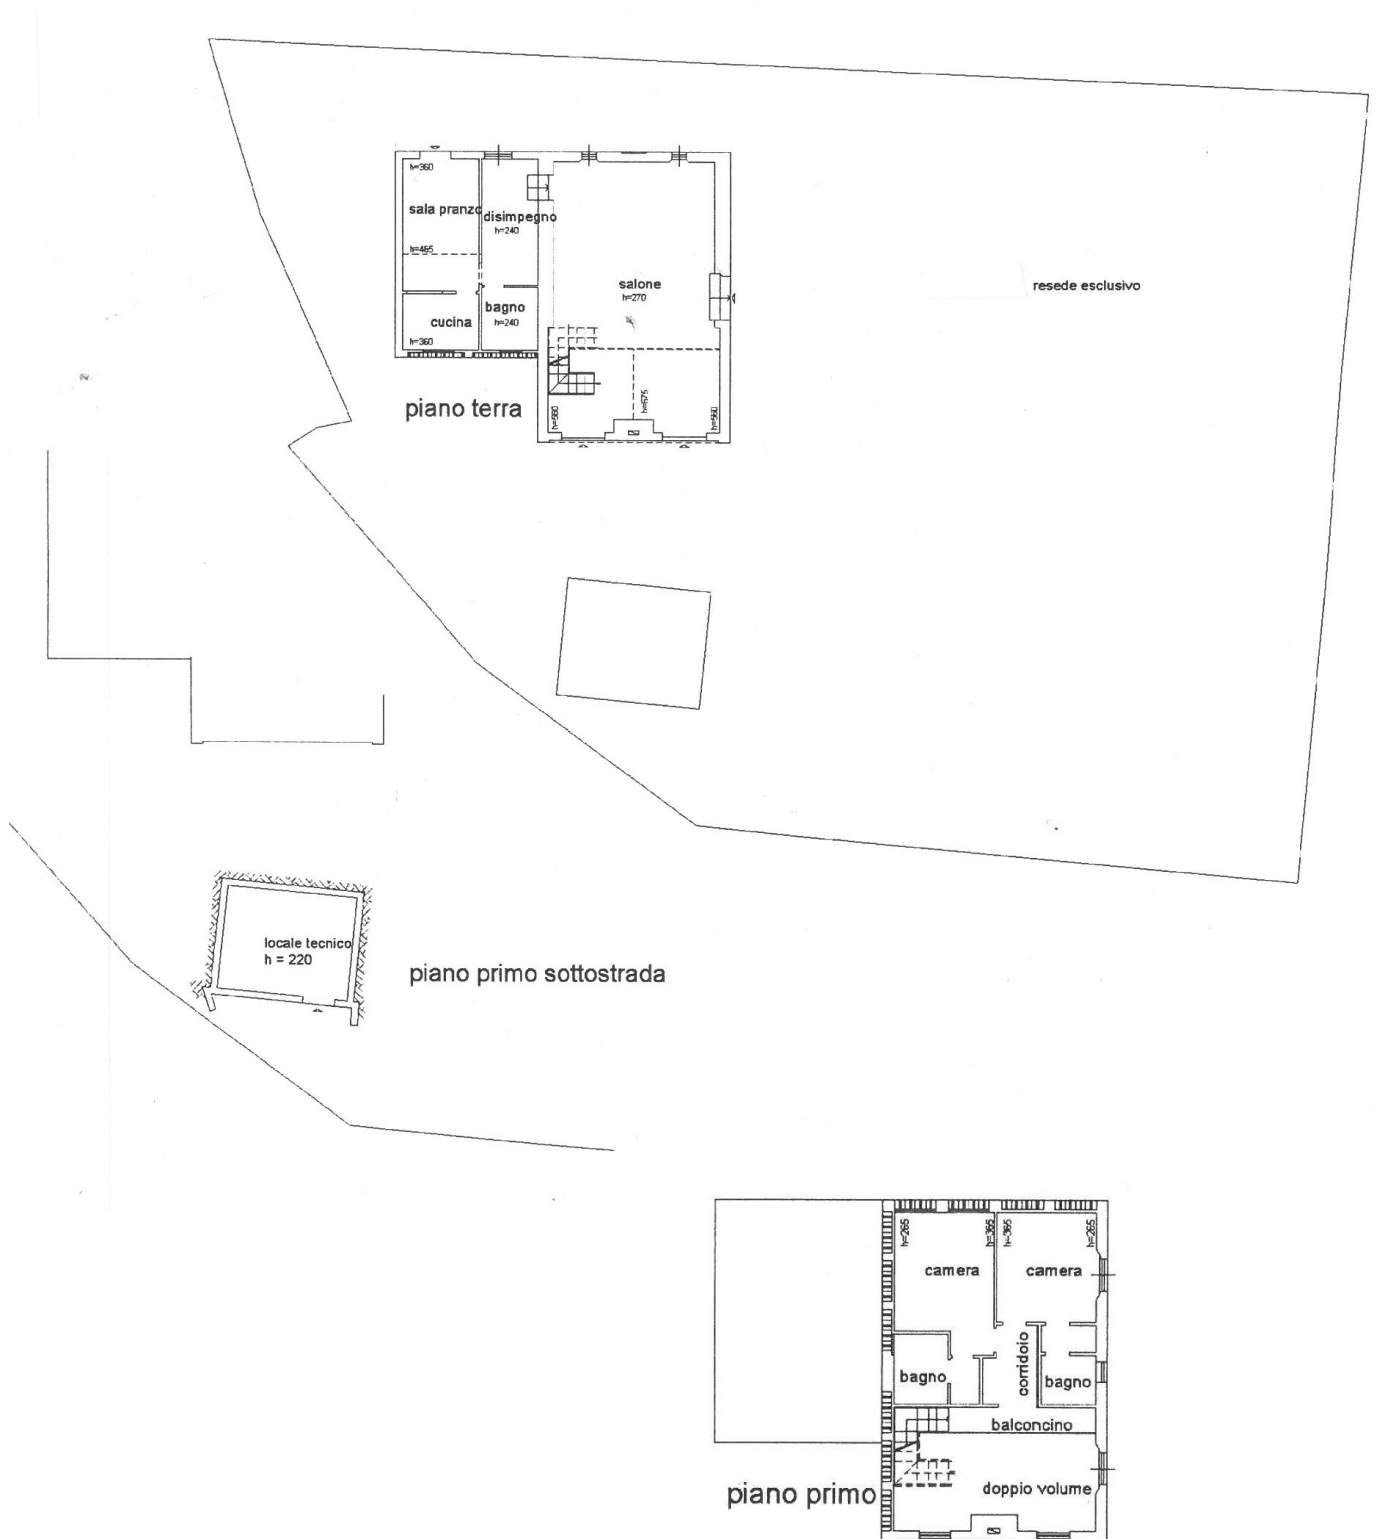 h=360
sala pranzo
disimpegno
h=240
h=465
resede esclusivo
salone
h=270
bagno
h=240
cucina
h=360
piano terra
h=560
h=675
h=560
locale tecnico
h = 220
piano primo sottostrada
h=265
h=365
h=365
h=265
camera
camera
corridoio
bagno
bagno
balconcino
doppio volume
piano primo